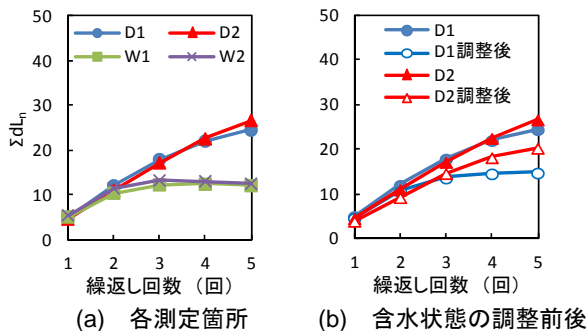 50
40
30
20
10
0
ΣdLn
D1 D2
W1 W2
1 2 3 4 5
繰返し回数（回）
(a) 各測定箇所
50
40
30
20
10
0
D1
D1調整後
D2
D2調整後
1 2 3 4 5
繰返し回数（回）
(b) 含水状態の調整前後